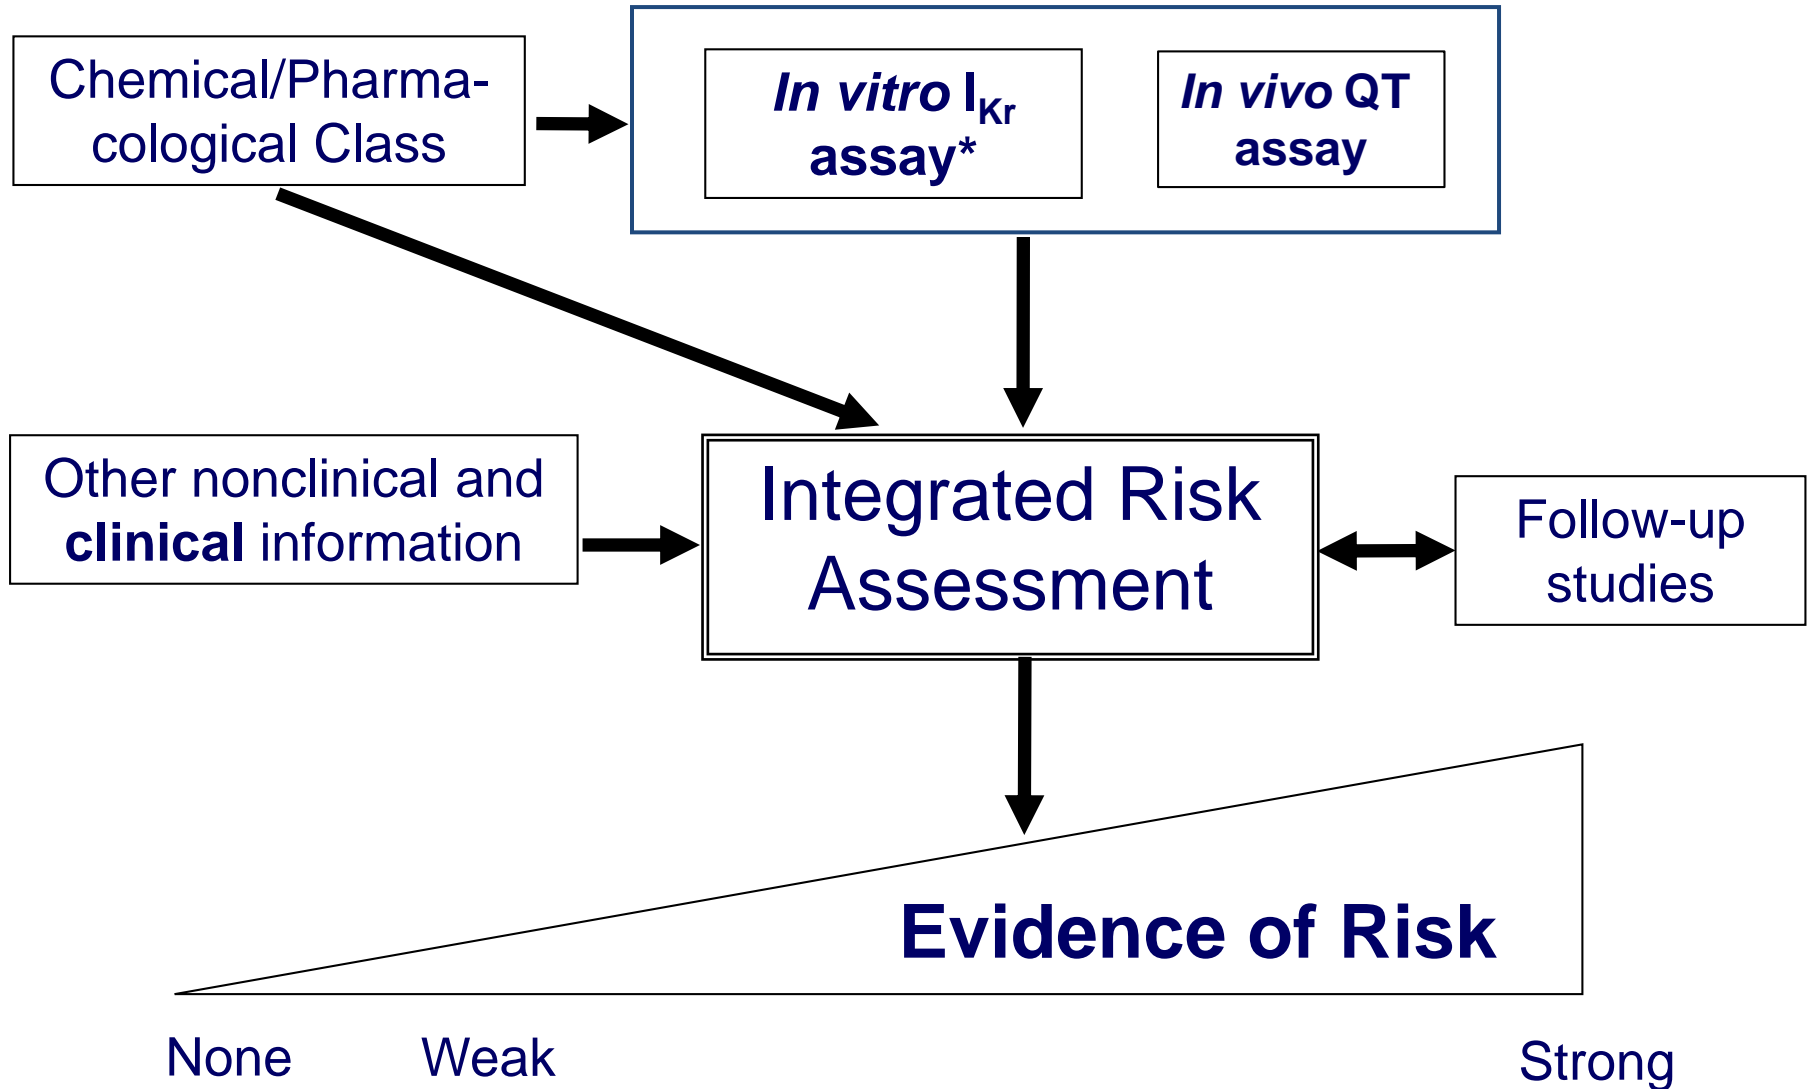 Chemical/Pharma-
cological Class
In vitro IKr
assay*
In vivo QT
assay
Other nonclinical and
clinical information
Integrated Risk
Assessment
Follow-up
studies
Evidence of Risk
None
Weak
Strong